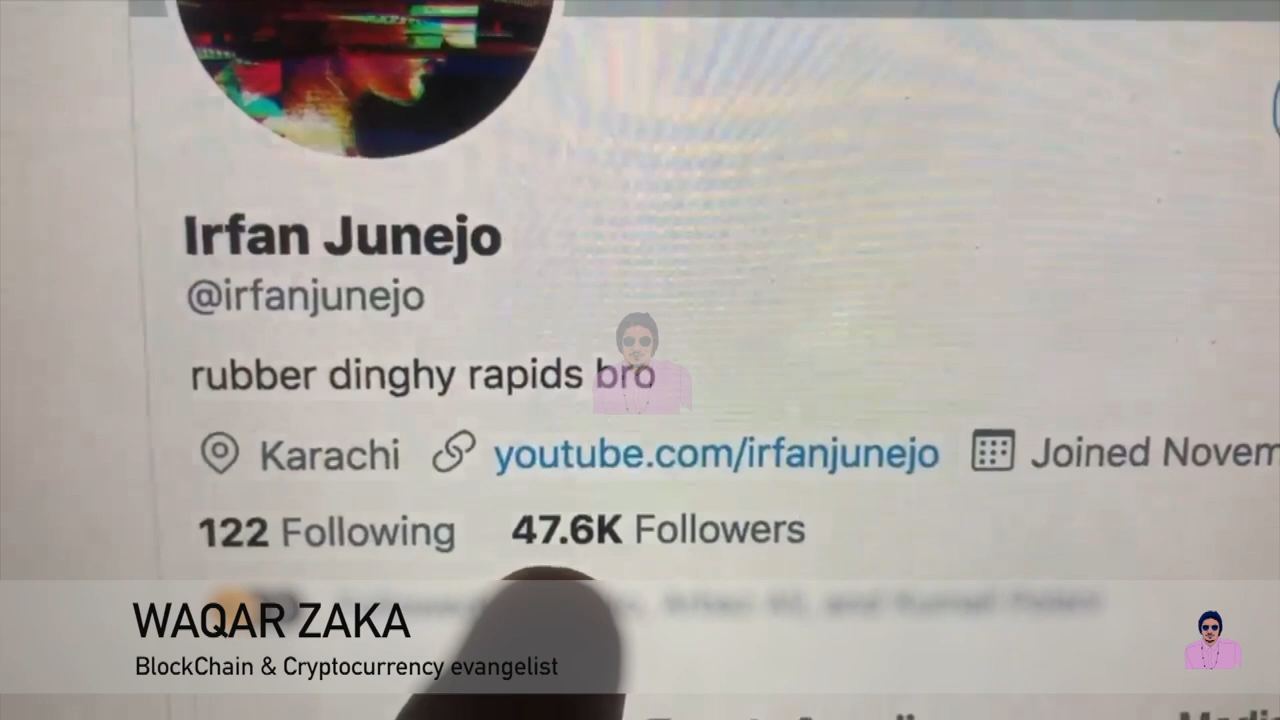 Irfan Junejo
@irfanjunejo
rubber dinghy rapids bro
Karachi youtube.com/irfanjunejo Joined Novem
122 Following 47.6K Followers
WAQAR ZAKA
BlockChain & Cryptocurrency evangelist